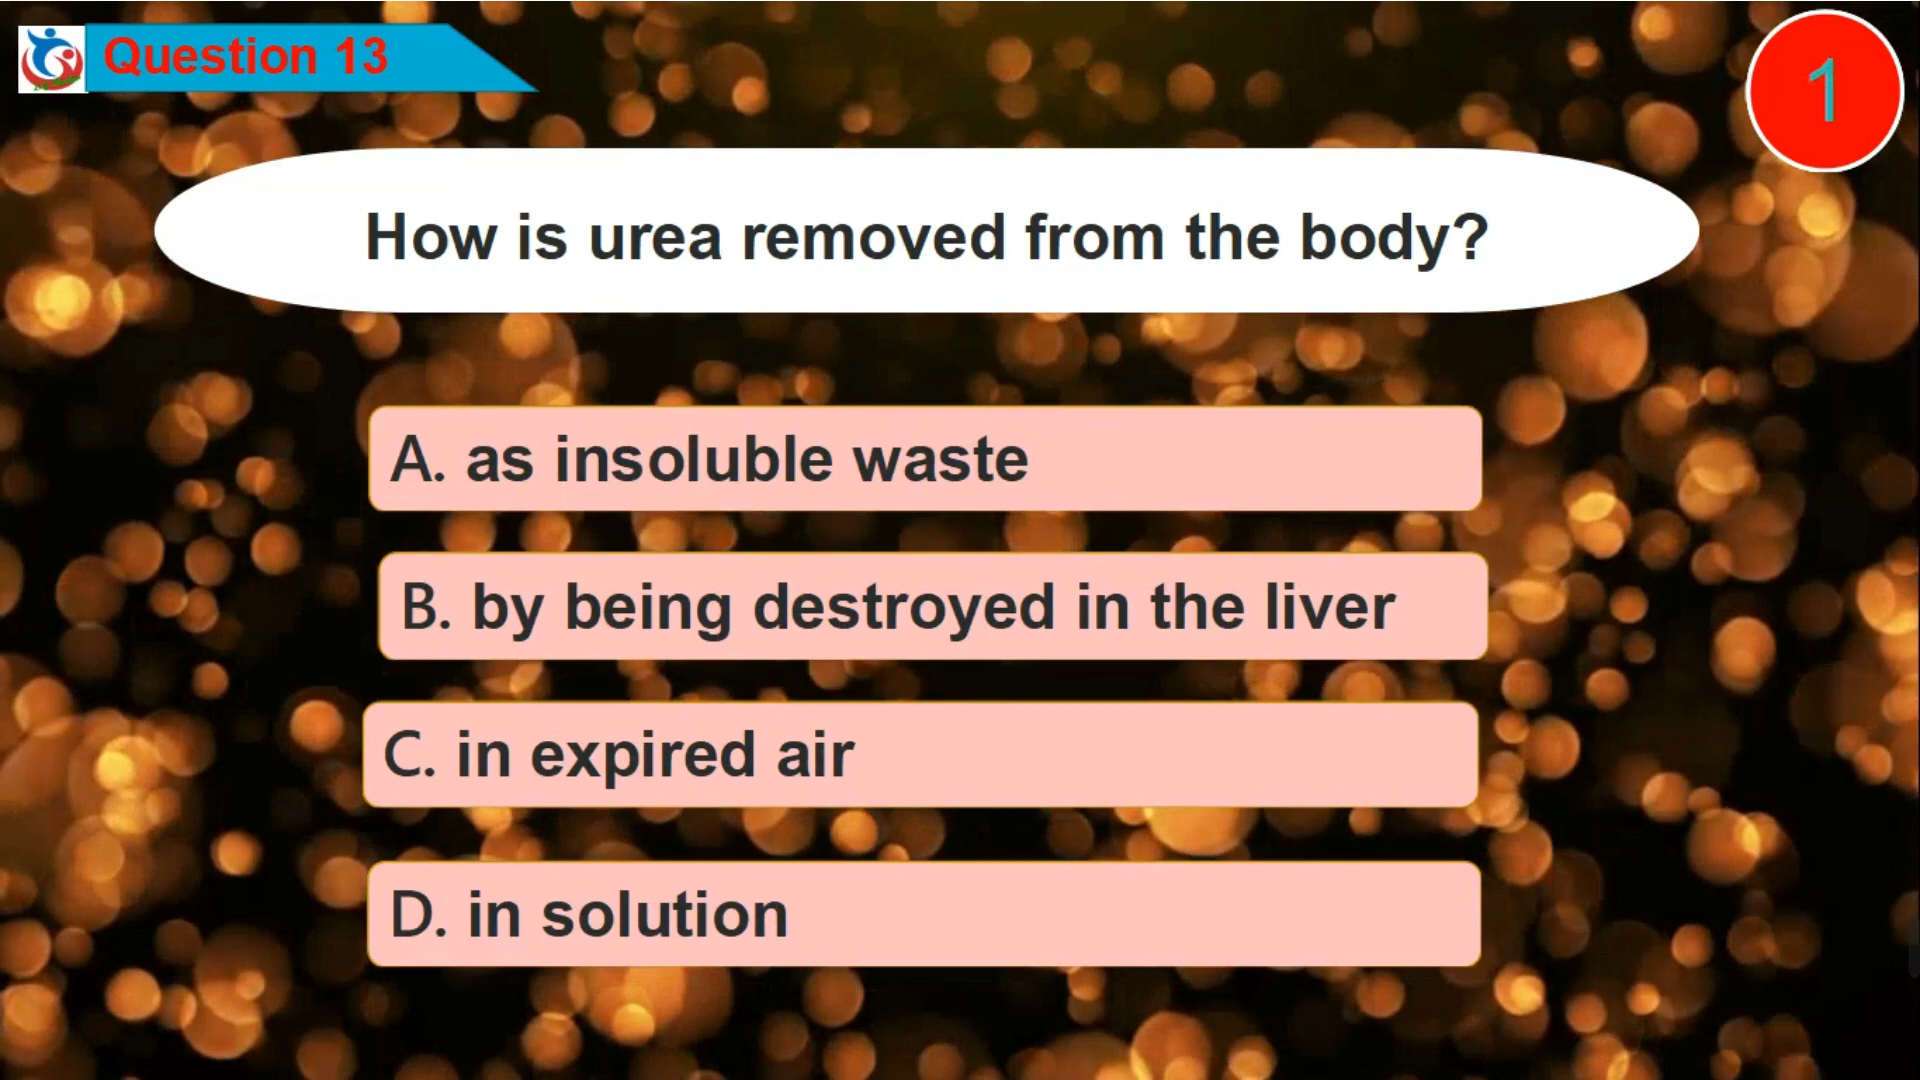 Question 13
1
How is urea removed from the body?
A. as insoluble waste
B. by being destroyed in the liver
C. in expired air
D. in solution